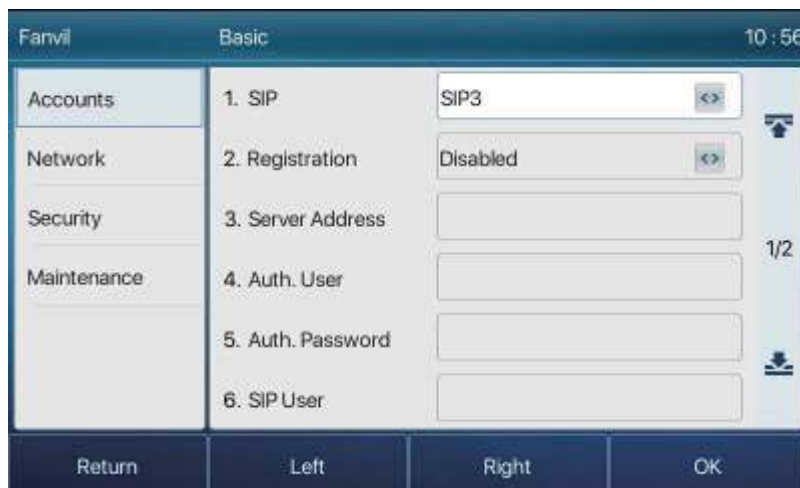 Fanvil Basic 10:56
Accounts
Network
Security
Maintenance
1. SIP SIP3
2. Registration Disabled
3. Server Address
4. Auth. User
5. Auth. Password
6. SIP User
1/2
Return Left Right OK